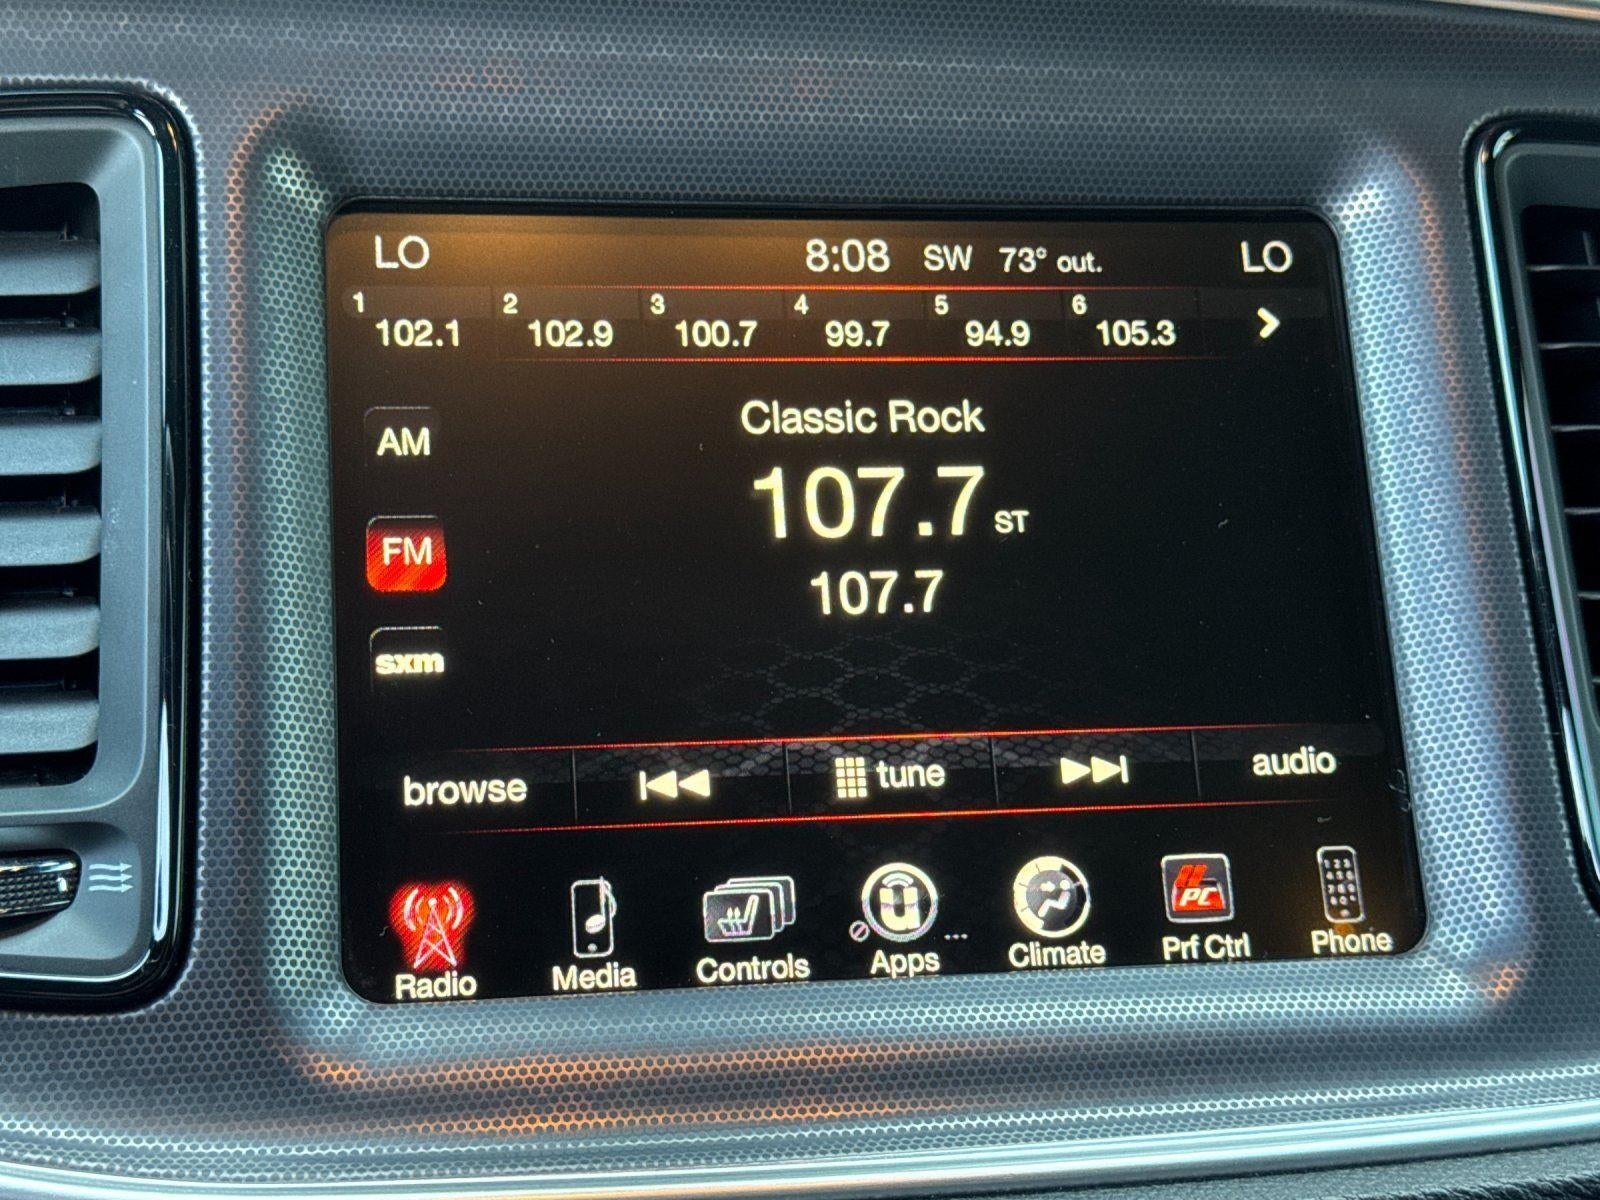 LO 8:08 SW 73° out. LO
1 2 3 4 5 6
102.1 102.9 100.7 99.7 94.9 105.3
Classic Rock
AM
107.7 ST
FM
107.7
sxm
browse tune audio
u PC
Radio Media Controls Apps ... Climate Prf Ctrl Phone